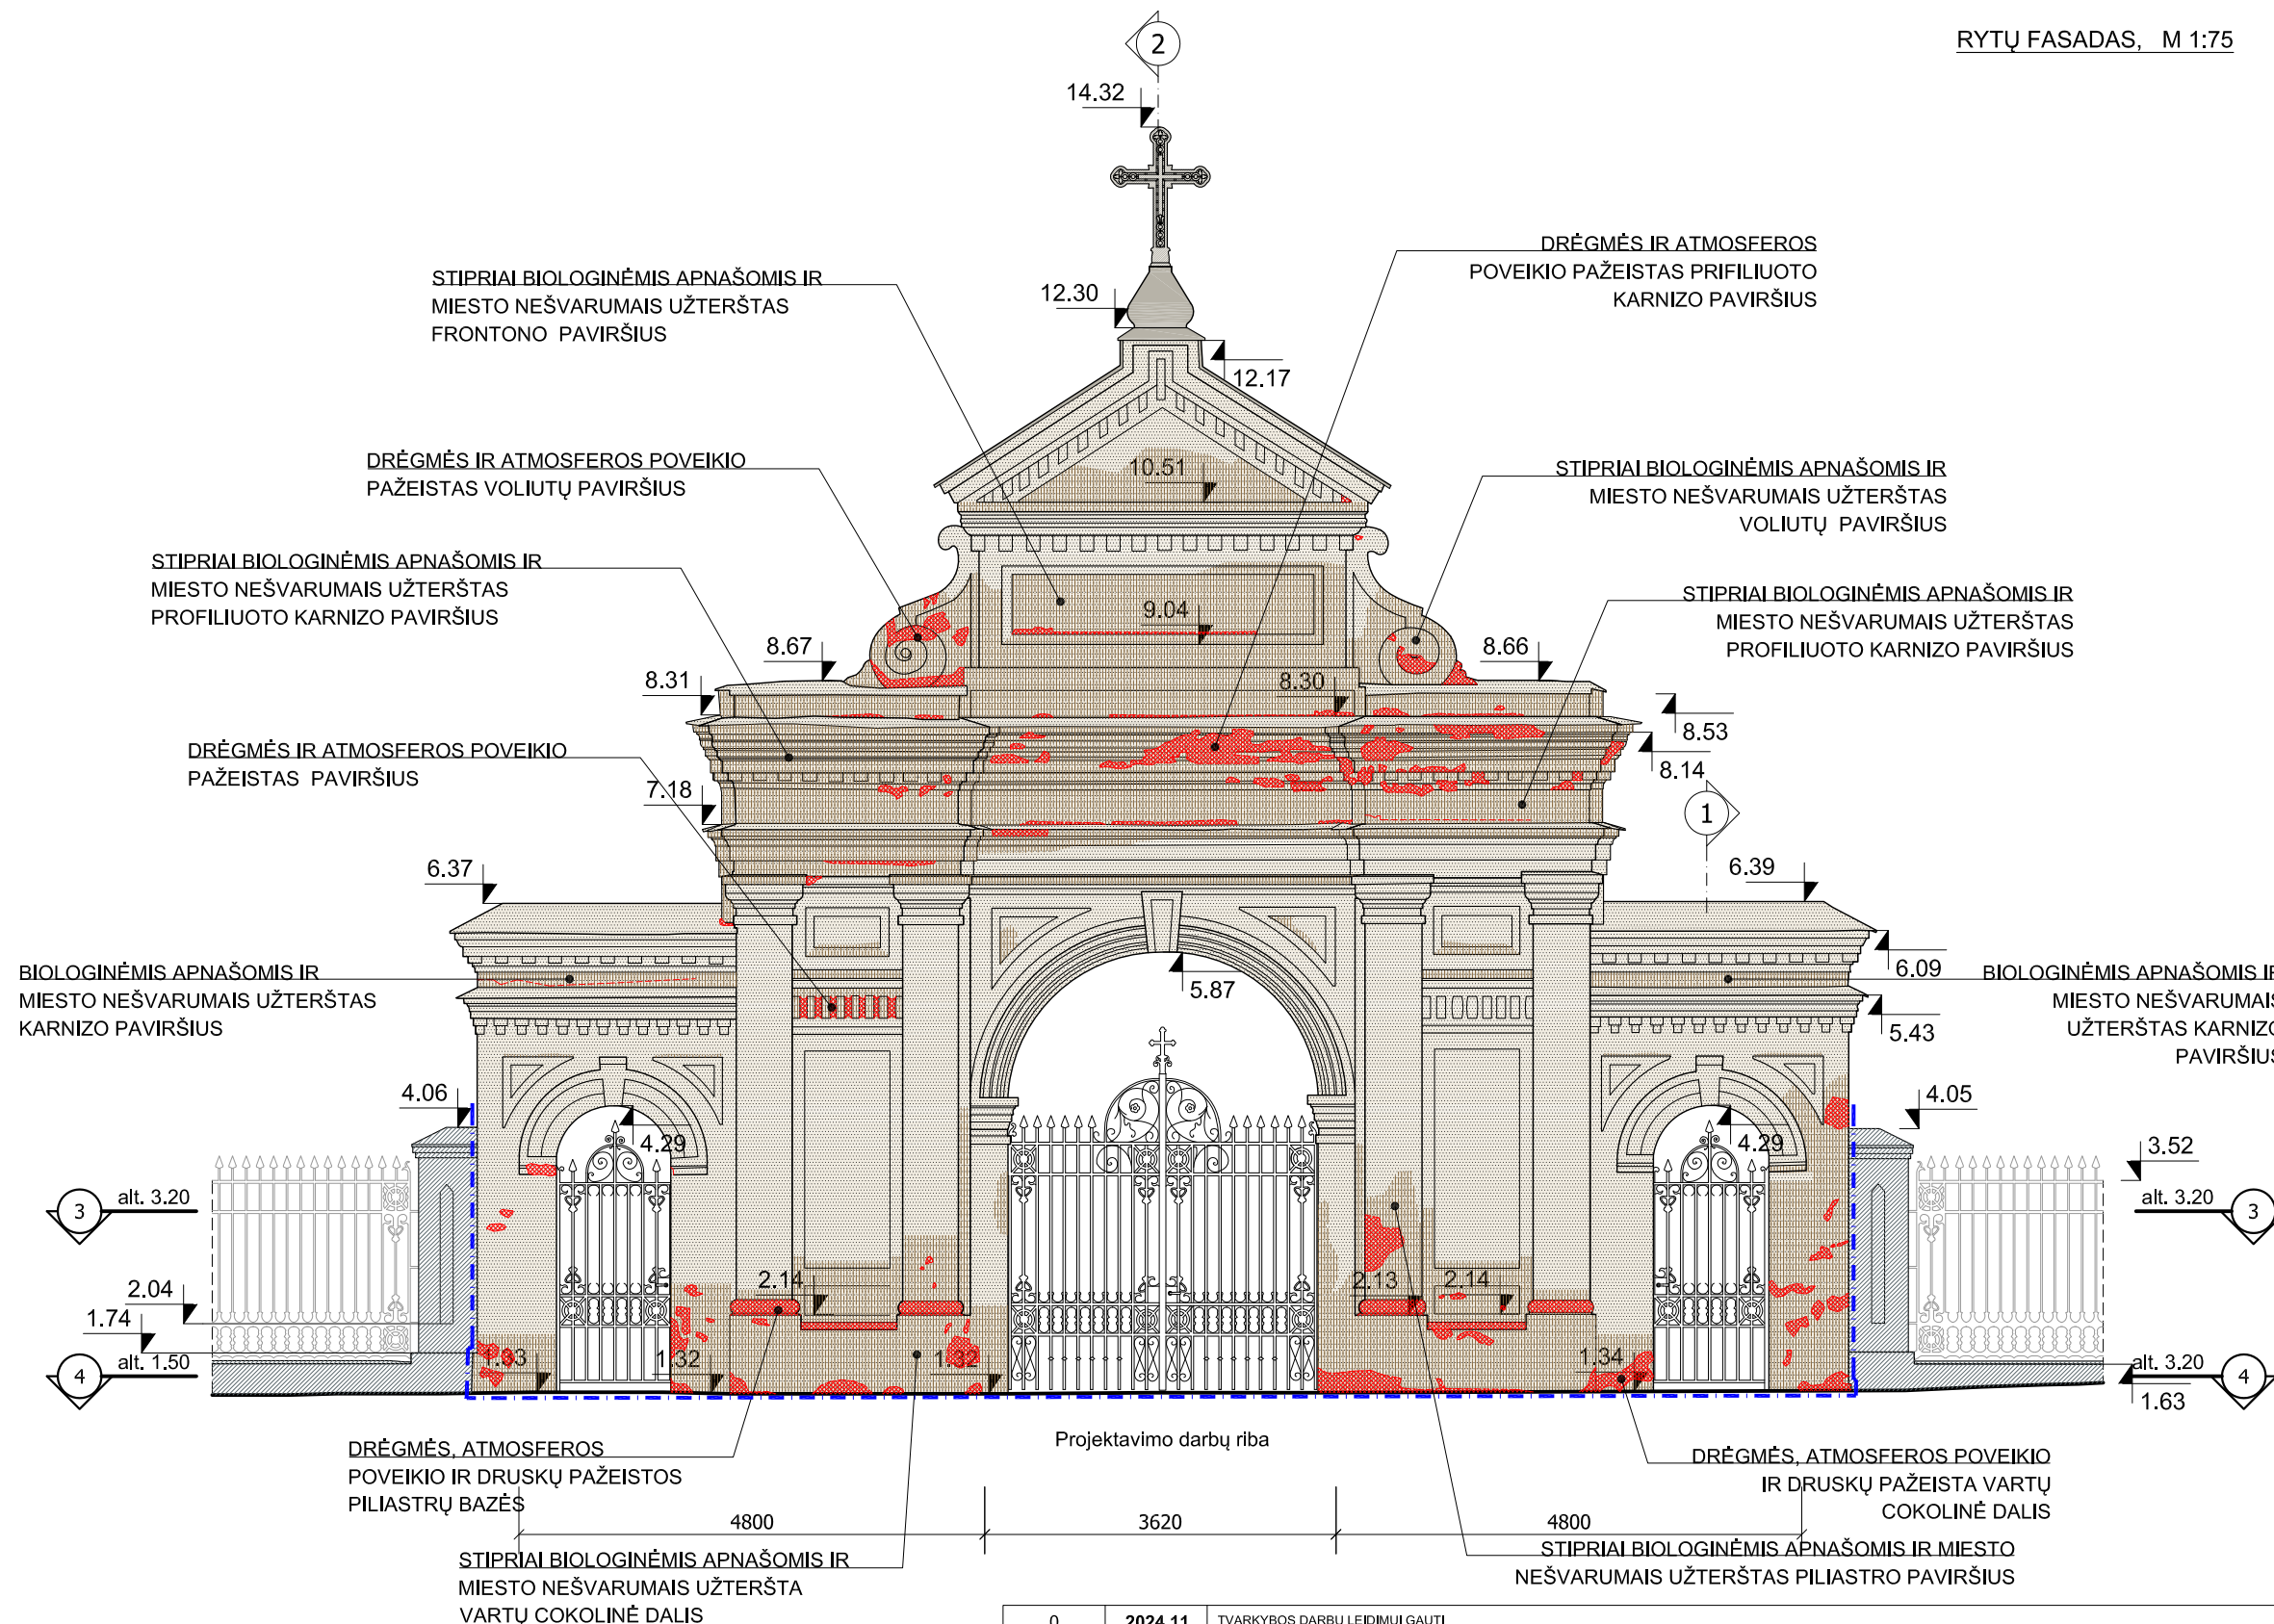 RYTŲ FASADAS, M 1:75
2
14.32
DRĖGMĖS IR ATMOSFEROS
POVEIKIO PAŽEISTAS PRIFILIUOTO
KARNIZO PAVIRŠIUS
STIPRIAI BIOLOGINĖMIS APNAŠOMIS IR
MIESTO NEŠVARUMAIS UŽTERŠTAS
FRONTONO PAVIRŠIUS
12.30
12.17
DRĖGMĖS IR ATMOSFEROS POVEIKIO
PAŽEISTAS VOLIUTŲ PAVIRŠIUS
10.51
STIPRIAI BIOLOGINĖMIS APNAŠOMIS IR
MIESTO NEŠVARUMAIS UŽTERŠTAS
VOLIUTŲ PAVIRŠIUS
STIPRIAI BIOLOGINĖMIS APNAŠOMIS IR
MIESTO NEŠVARUMAIS UŽTERŠTAS
PROFILIUOTO KARNIZO PAVIRŠIUS
9.04
STIPRIAI BIOLOGINĖMIS APNAŠOMIS IR
MIESTO NEŠVARUMAIS UŽTERŠTAS
PROFILIUOTO KARNIZO PAVIRŠIUS
8.67
8.66
8.31
8.30
8.53
DRĖGMĖS IR ATMOSFEROS POVEIKIO
PAŽEISTAS PAVIRŠIUS
8.14
7.18
1
6.37
6.39
BIOLOGINĖMIS APNAŠOMIS IR
MIESTO NEŠVARUMAIS UŽTERŠTAS
KARNIZO PAVIRŠIUS
5.87
6.09
BIOLOGINĖMIS APNAŠOMIS IR
MIESTO NEŠVARUMAIS
UŽTERŠTAS KARNIZO
PAVIRŠIUS
5.43
4.06
4.05
4.29
4.29
3.52
3
alt. 3.20
alt. 3.20
3
2.04
2.14
2.13
2.14
1.74
4
alt. 1.50
1.33
1.32
1.32
1.34
alt. 3.20
4
1.63
Projektavimo darbų riba
DRĖGMĖS, ATMOSFEROS
POVEIKIO IR DRUSKŲ PAŽEISTOS
PILIASTRŲ BAZĖS
DRĖGMĖS, ATMOSFEROS POVEIKIO
IR DRUSKŲ PAŽEISTA VARTŲ
COKOLINĖ DALIS
4800
3620
4800
STIPRIAI BIOLOGINĖMIS APNAŠOMIS IR
MIESTO NEŠVARUMAIS UŽTERŠTA
VARTŲ COKOLINĖ DALIS
STIPRIAI BIOLOGINĖMIS APNAŠOMIS IR MIESTO
NEŠVARUMAIS UŽTERŠTAS PILIASTRO PAVIRŠIUS
0 2024.11 TVARKYBOS DARBŲ LEIDIMUI GAUTI